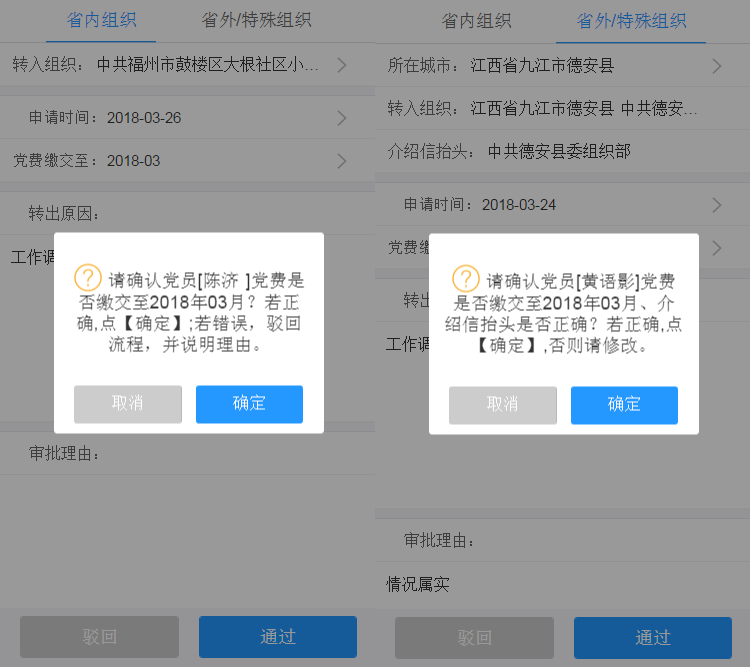 省内组织
省外/特殊组织
转入组织： 中共福州市鼓楼区大根社区小...
申请时间： 2018-03-26
党费缴交至： 2018-03
转出原因：
工作调
请确认党员[陈济 ]党费是
否缴交至2018年03月？若正
确,点【确定】;若错误，驳回
流程，并说明理由。
取消
确定
审批理由：
驳回
通过
省内组织
省外/特殊组织
所在城市： 江西省九江市德安县
转入组织： 江西省九江市德安县 中共德安...
介绍信抬头： 中共德安县委组织部
申请时间： 2018-03-24
党费缴
转出
工作调
请确认党员[黄语影]党费
是否缴交至2018年03月、介
绍信抬头是否正确？若正确,点
【确定】,否则请修改。
取消
确定
审批理由：
情况属实
驳回
通过